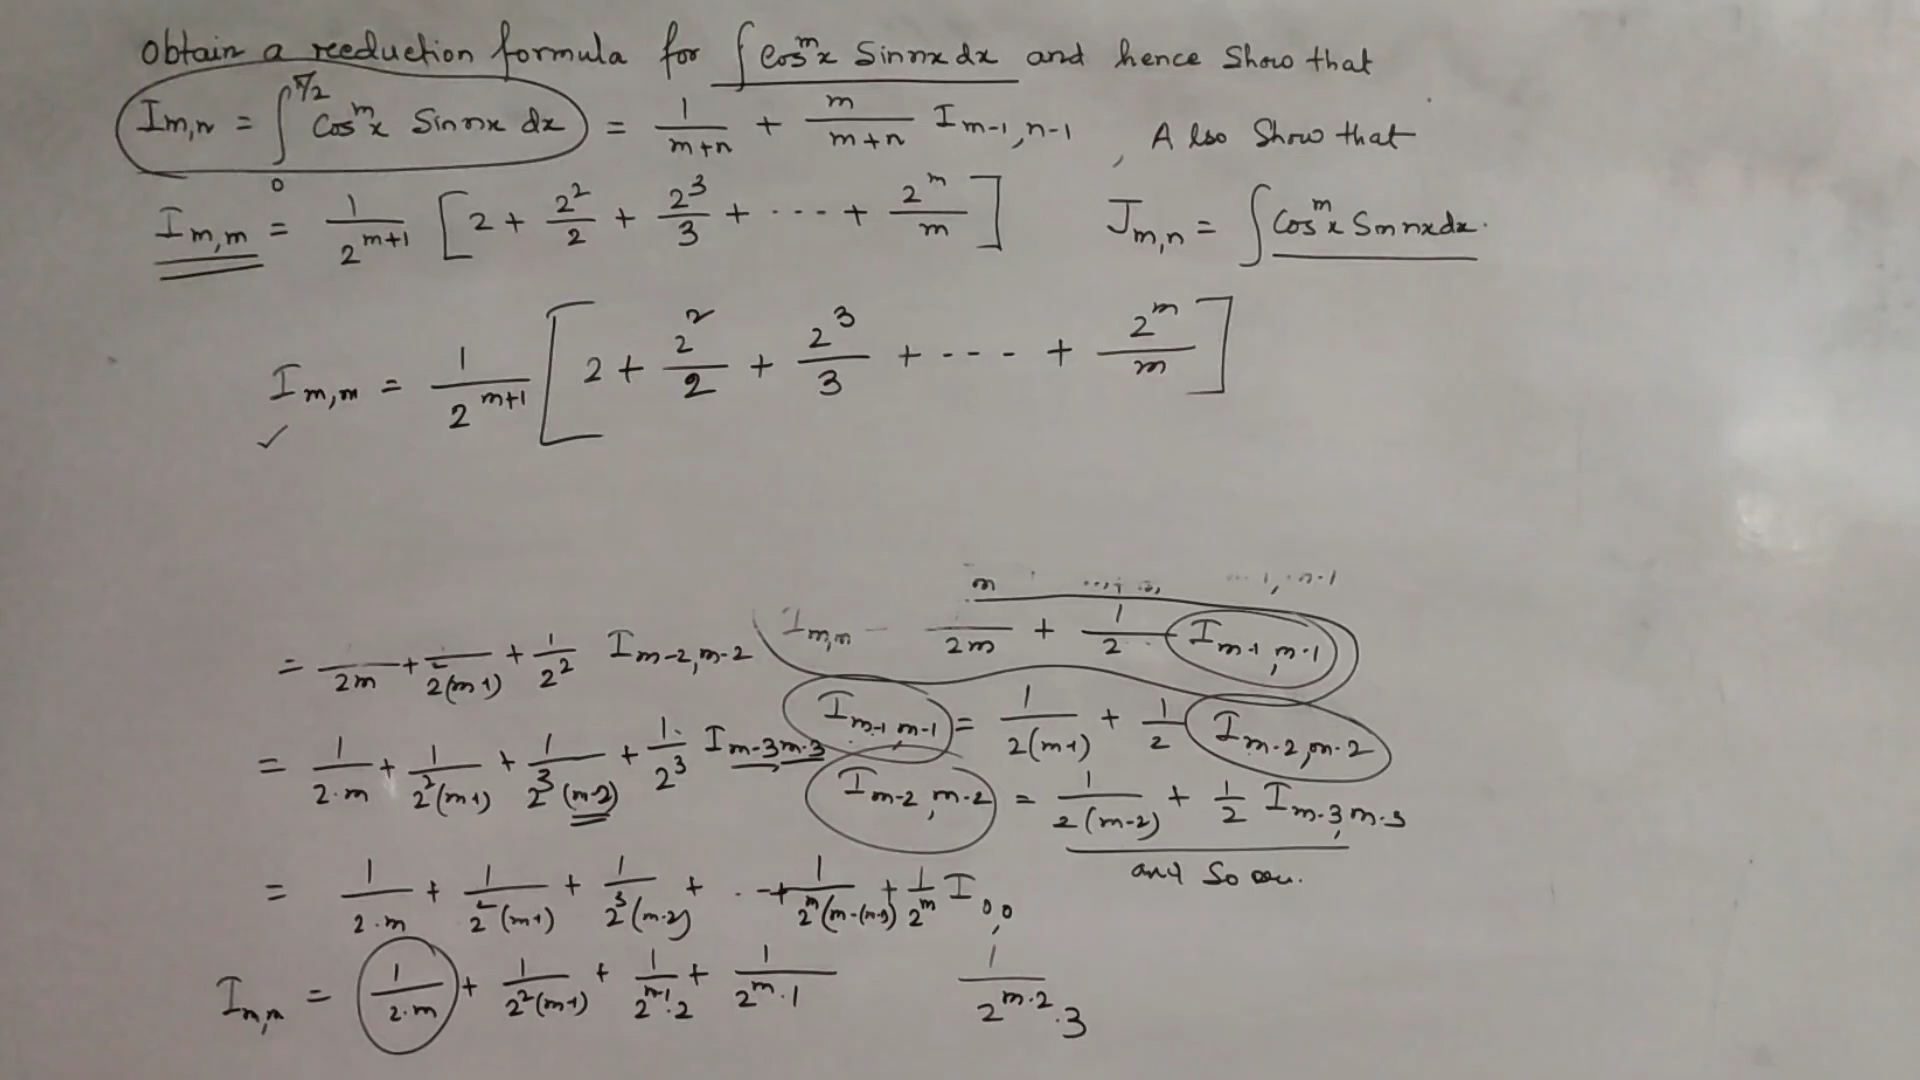 Obtain a reeduction formula for ∫ Cos^m x Sin nx dx and hence Show that
I_{m,n} = ∫_0^{π/2} Cos^m x Sin nx dx = 1/(m+n) + m/(m+n) I_{m-1,n-1} , Also Show that
I_{m,m} = 1/2^{m+1} [2 + 2^2/2 + 2^3/3 + ... + 2^m/m] J_{m,n} = ∫ Cos^m x Sin nx dx.
I_{m,m} = 1/2^{m+1} [2 + 2^2/2 + 2^3/3 + ---- + 2^m/m]
I_{m,m} 1/2m + 1/2 I_{m-1,m-1}
= /2m + /2(m-1) + 1/2^2 I_{m-2,m-2}
I_{m-1,m-1} = 1/2(m-1) + 1/2 I_{m-2,m-2}
= 1/2·m + 1/2^2(m-1) + 1/2^3(m-2) + 1/2^3 I_{m-3,m-3}
I_{m-2,m-2} = 1/2(m-2) + 1/2 I_{m-3,m-3}
and So on.
= 1/2·m + 1/2^2(m-1) + 1/2^3(m-2) + . - + 1/2^m(m-(m-1)) + 1/2^m I_{0,0}
I_{m,m} = 1/2·m + 1/2^2(m-1) + 1/2^{m-1}·2 + 1/2^m·1 1/2^{m-2}·3